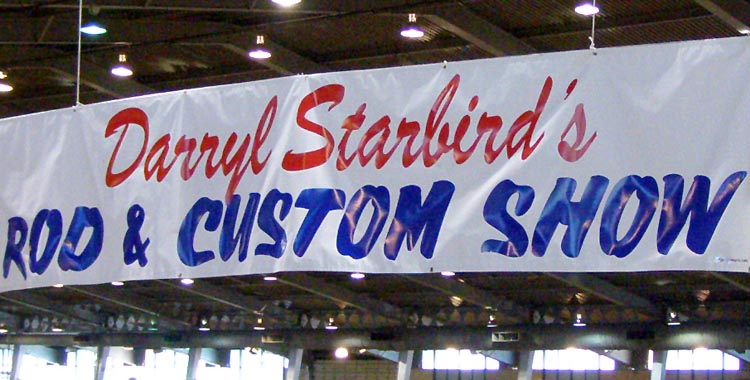 Darryl Starbird's
ROD & CUSTOM SHOW